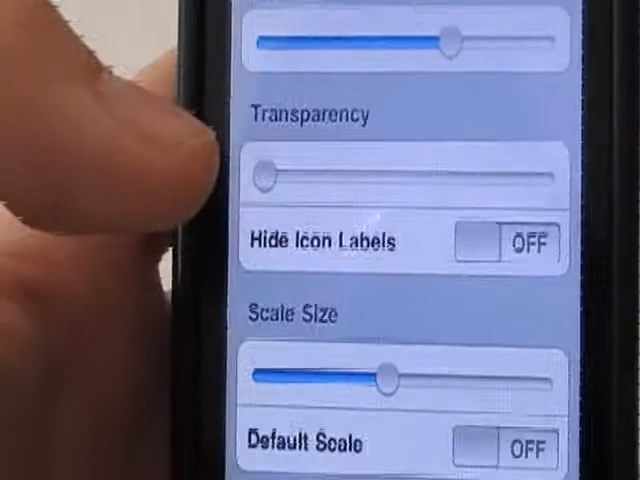 Transparency
Hide Icon Labels
OFF
Scale Size
Default Scale
OFF